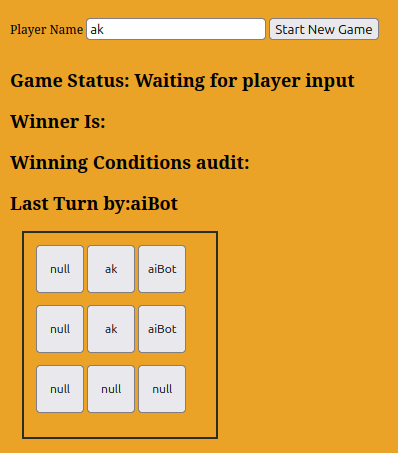 Player Name ak Start New Game
Game Status: Waiting for player input
Winner Is:
Winning Conditions audit:
Last Turn by:aiBot
null ak aiBot
null ak aiBot
null null null